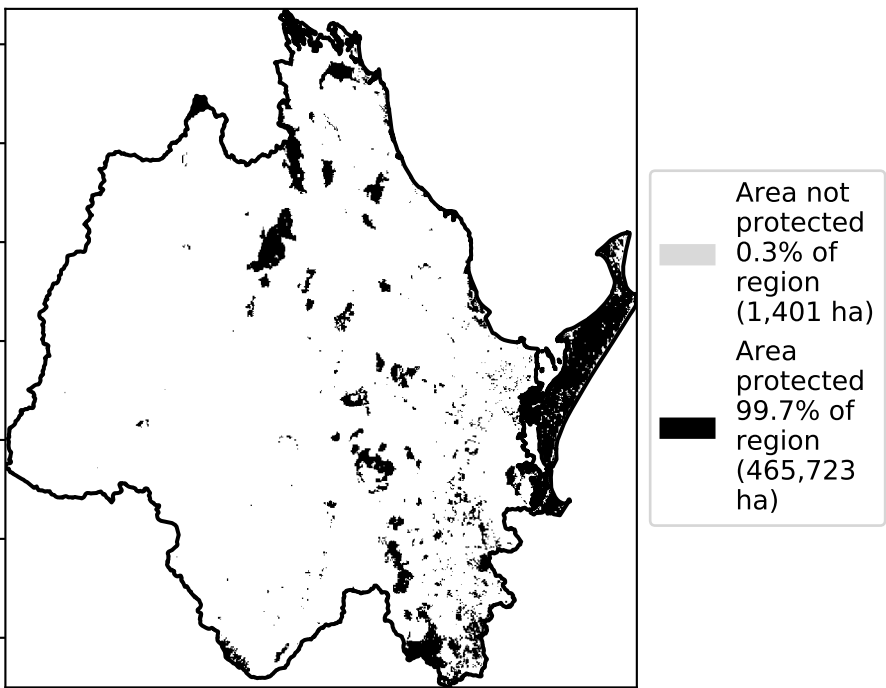 Area not
protected
0.3% of
region
(1,401 ha)
Area
protected
99.7% of
region
(465,723
ha)